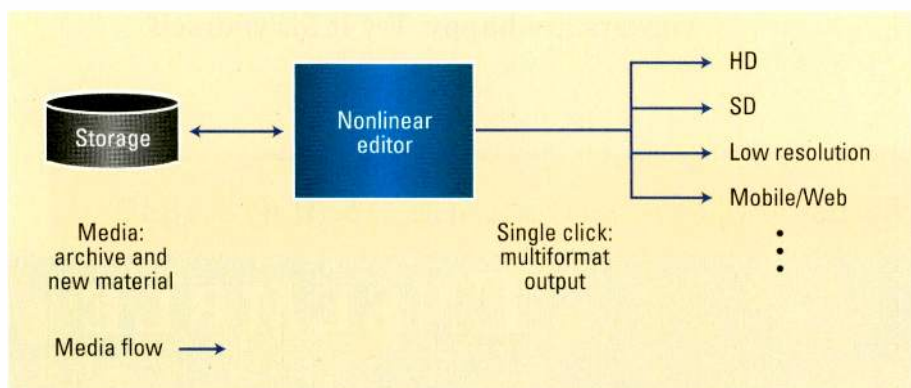 HD
Storage
Nonlinear
editor
SD
Low resolution
Mobile/Web
Media:
archive and
new material
Single click:
multiformat
output
Media flow